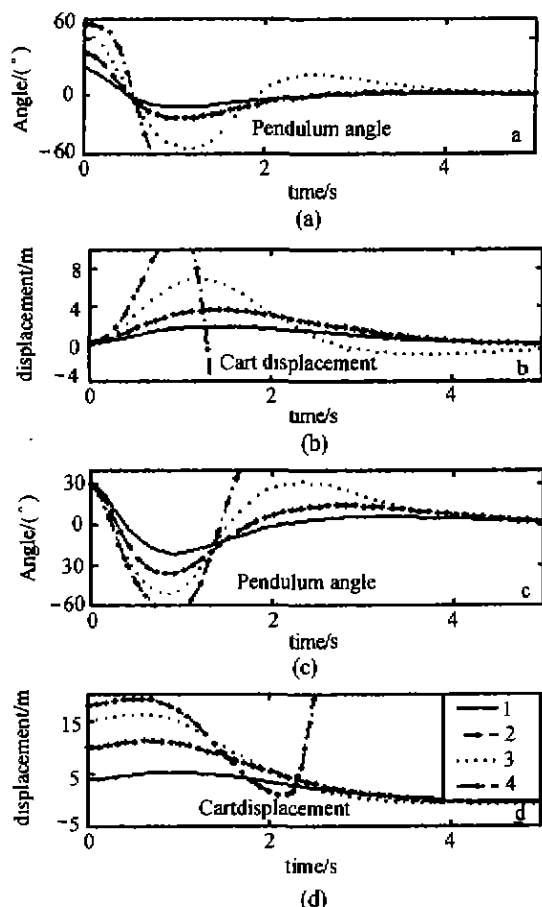 60
0
-60
Angle/(°)
Pendulum angle
a
0
2
4
time/s
(a)
8
4
0
-4
displacement/m
Cart displacement
b
0
2
4
time/s
(b)
30
0
30
-60
Angle/(°)
Pendulum angle
c
0
2
4
time/s
(c)
15
5
-5
displacement/m
Cartdisplacement
1
2
3
4
d
0
2
4
time/s
(d)